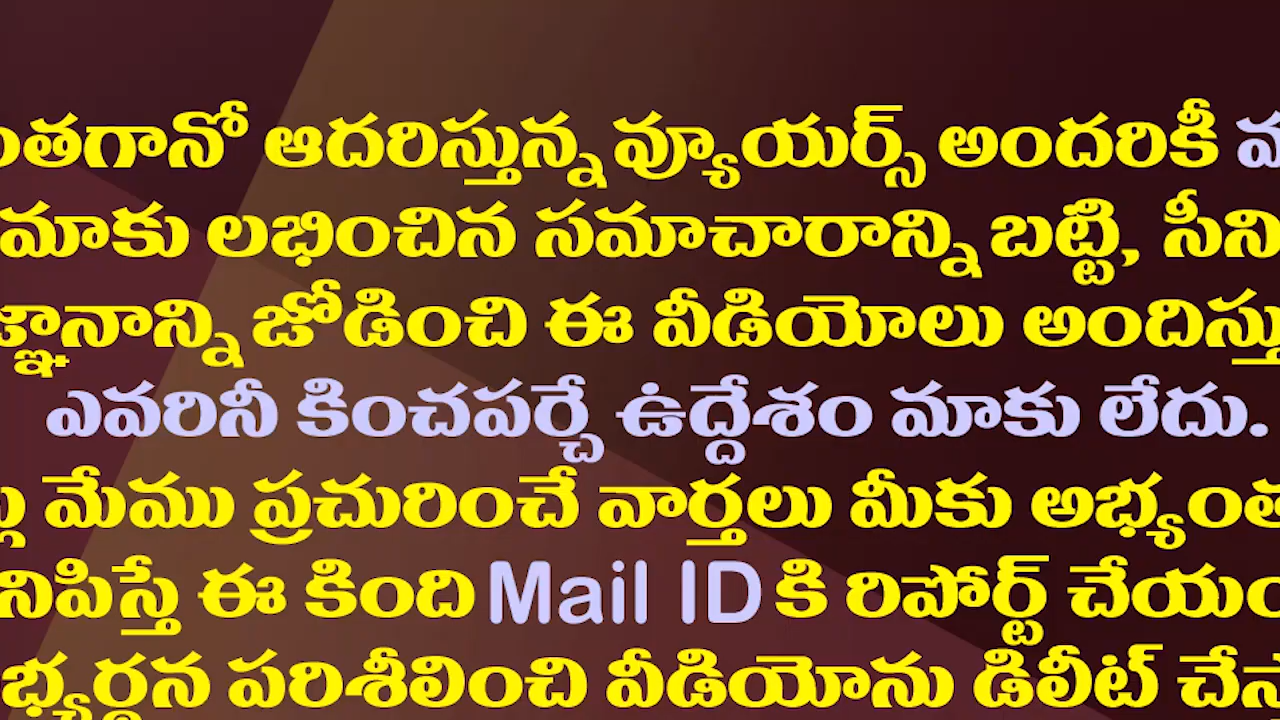 ఆదరిస్తున్న వ్యూయర్స్ అందరికీ
మాకు లభించిన సమాచారాన్ని బట్టి,
జోడించి ఈ వీడియోలు
ఎవరినీ కించపర్చే ఉద్దేశం మాకు లేదు.
మేము ప్రచురించే వార్తలు మీకు
ఈ కింది Mail ID కి రిపోర్ట్
పరిశీలించి వీడియోను డిలీట్